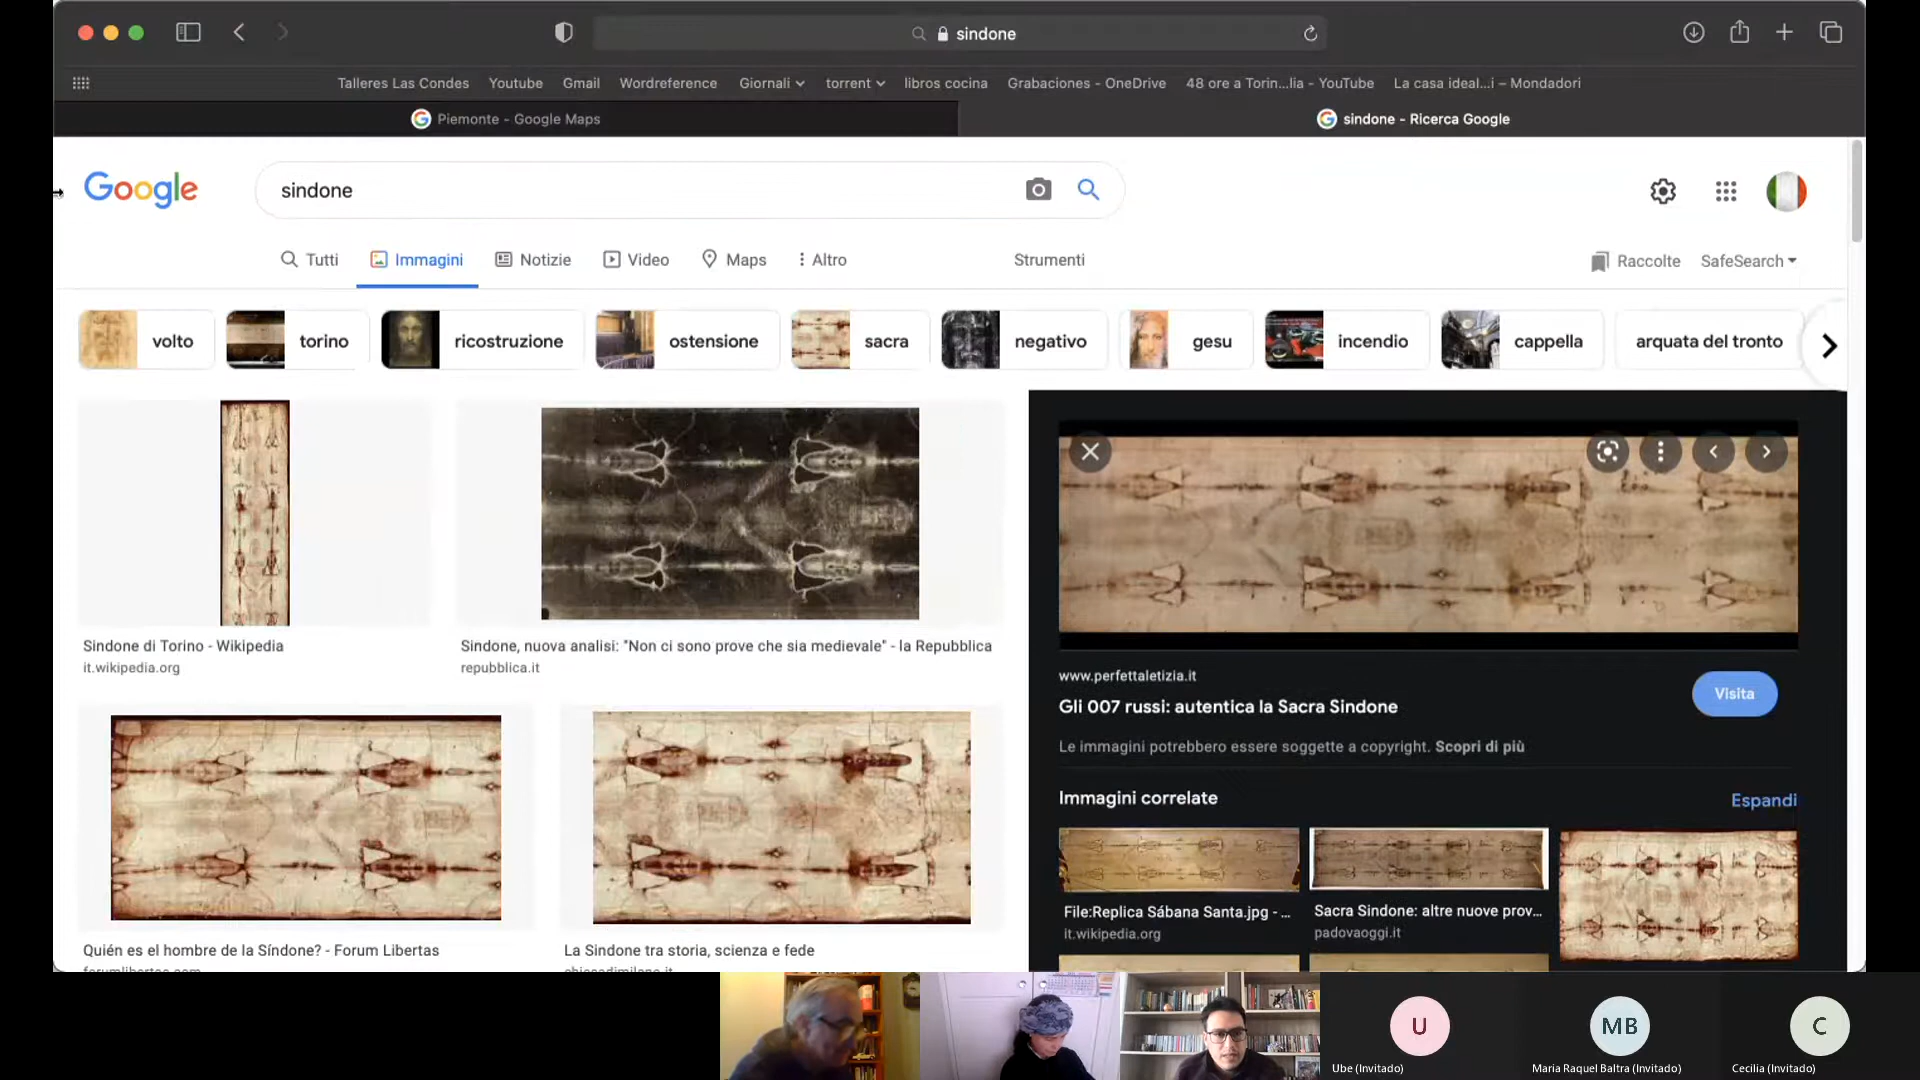 sindone
Talleres Las Condes
Youtube
Gmail
Wordreference
Giornali
torrent
libros cocina
Grabaciones - OneDrive
48 ore a Torin...lia - YouTube
La casa ideal...i – Mondadori
Piemonte - Google Maps
sindone - Ricerca Google
Google
sindone
Tutti
Immagini
Notizie
Video
Maps
Altro
Strumenti
Raccolte
SafeSearch
volto
torino
ricostruzione
ostensione
sacra
negativo
gesu
incendio
cappella
arquata del tronto
Sindone di Torino - Wikipedia
it.wikipedia.org
Sindone, nuova analisi: "Non ci sono prove che sia medievale" - la Repubblica
repubblica.it
Quién es el hombre de la Síndone? - Forum Libertas
La Sindone tra storia, scienza e fede
www.perfettaletizia.it
Gli 007 russi: autentica la Sacra Sindone
Visita
Le immagini potrebbero essere soggette a copyright. Scopri di più
Immagini correlate
Espandi
File:Replica Sábana Santa.jpg - ...
it.wikipedia.org
Sacra Sindone: altre nuove prov...
padovaoggi.it
U
Ube (Invitado)
MB
Maria Raquel Baltra (Invitado)
C
Cecilia (Invitado)